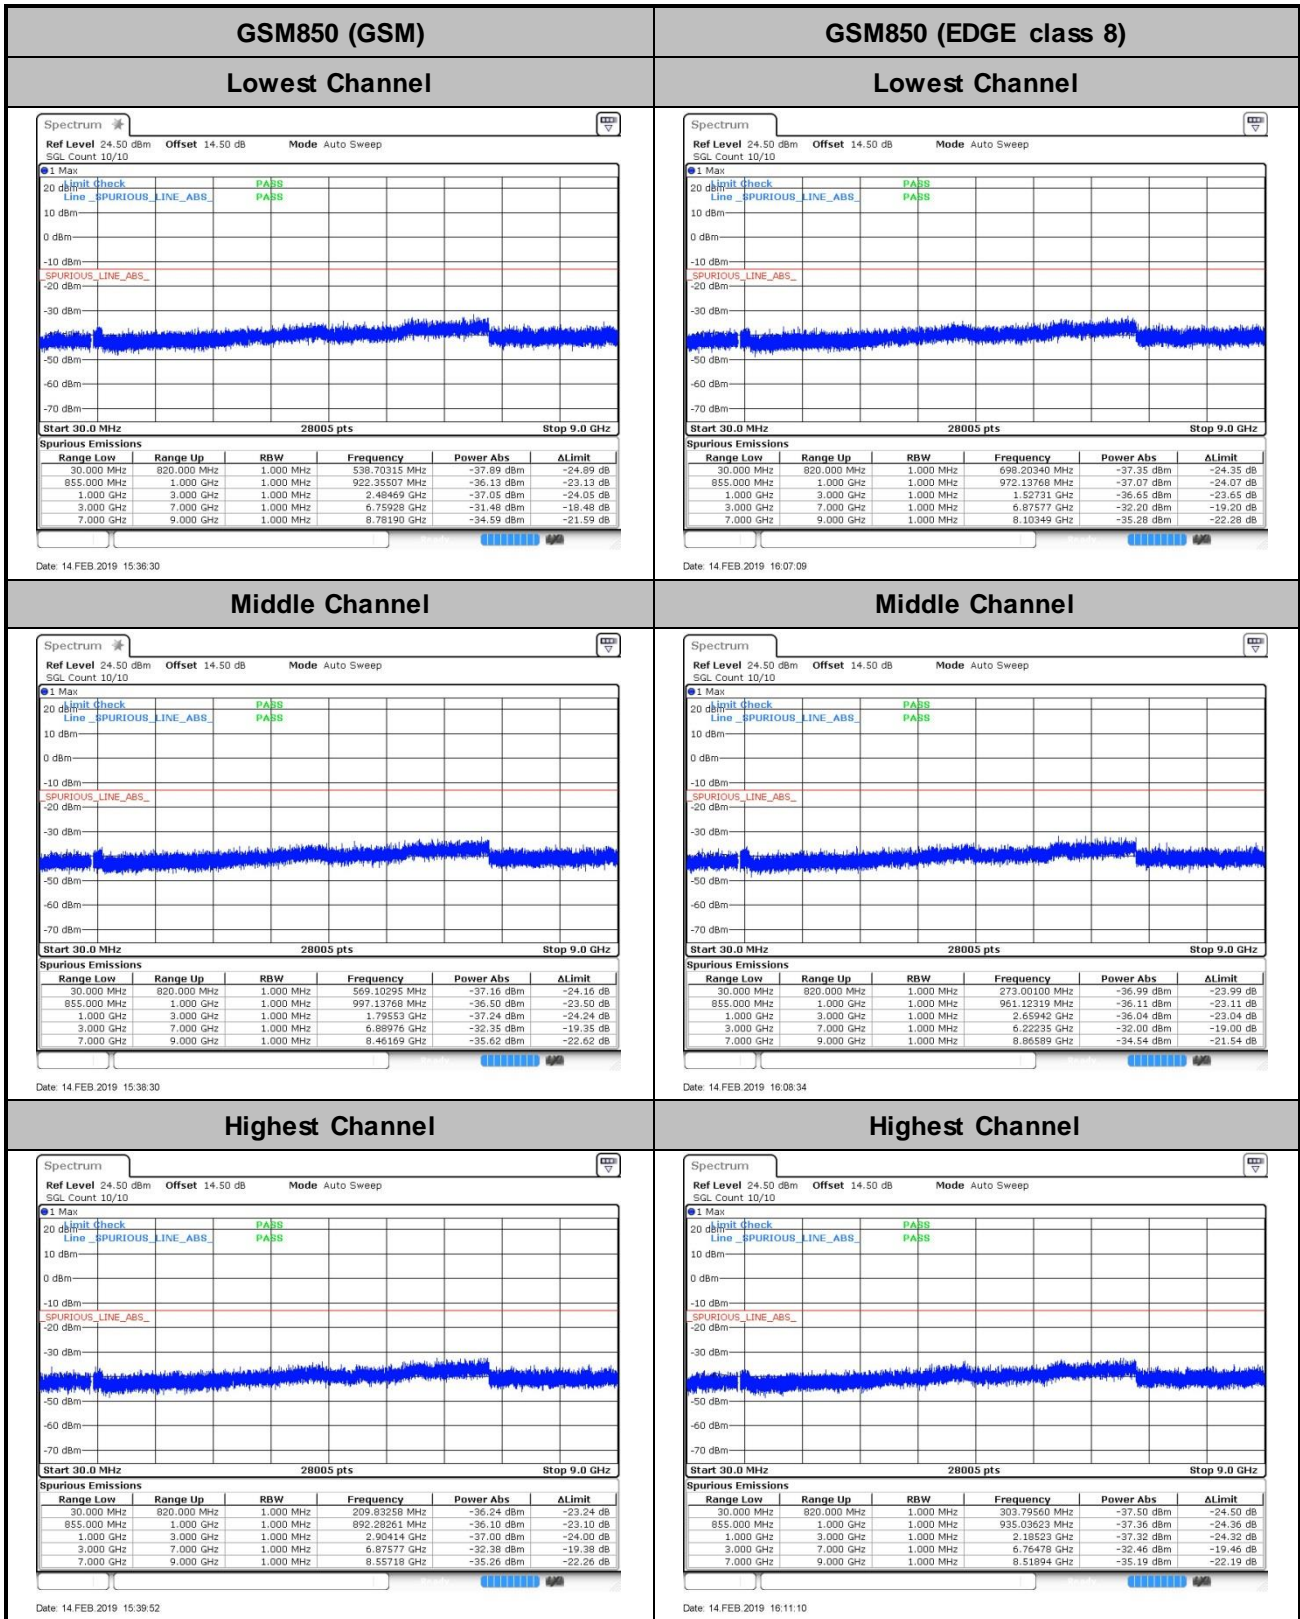 GSM850 (GSM)
GSM850 (EDGE class 8)
Lowest Channel
Lowest Channel
Spectrum
Ref Level 24.50 dBm Offset 14.50 dB Mode Auto Sweep
SGL Count 10/10
1 Max
Limit Check PASS
Line _SPURIOUS_LINE_ABS_ PASS
20 dBm
10 dBm
0 dBm
-10 dBm
_SPURIOUS_LINE_ABS_
-20 dBm
-30 dBm
-50 dBm
-60 dBm
-70 dBm
Start 30.0 MHz 28005 pts Stop 9.0 GHz
Spurious Emissions
Range Low Range Up RBW Frequency Power Abs ΔLimit
30.000 MHz 820.000 MHz 1.000 MHz 538.70315 MHz -37.89 dBm -24.89 dB
855.000 MHz 1.000 GHz 1.000 MHz 922.35507 MHz -36.13 dBm -23.13 dB
1.000 GHz 3.000 GHz 1.000 MHz 2.48469 GHz -37.05 dBm -24.05 dB
3.000 GHz 7.000 GHz 1.000 MHz 6.75928 GHz -31.48 dBm -18.48 dB
7.000 GHz 9.000 GHz 1.000 MHz 8.78190 GHz -34.59 dBm -21.59 dB
Date: 14.FEB.2019 15:36:30
Spectrum
Ref Level 24.50 dBm Offset 14.50 dB Mode Auto Sweep
SGL Count 10/10
1 Max
Limit Check PASS
Line _SPURIOUS_LINE_ABS_ PASS
20 dBm
10 dBm
0 dBm
-10 dBm
_SPURIOUS_LINE_ABS_
-20 dBm
-30 dBm
-50 dBm
-60 dBm
-70 dBm
Start 30.0 MHz 28005 pts Stop 9.0 GHz
Spurious Emissions
Range Low Range Up RBW Frequency Power Abs ΔLimit
30.000 MHz 820.000 MHz 1.000 MHz 698.20340 MHz -37.35 dBm -24.35 dB
855.000 MHz 1.000 GHz 1.000 MHz 972.13768 MHz -37.07 dBm -24.07 dB
1.000 GHz 3.000 GHz 1.000 MHz 1.52731 GHz -36.65 dBm -23.65 dB
3.000 GHz 7.000 GHz 1.000 MHz 6.87577 GHz -32.20 dBm -19.20 dB
7.000 GHz 9.000 GHz 1.000 MHz 8.10349 GHz -35.28 dBm -22.28 dB
Date: 14.FEB.2019 16:07:09
Middle Channel
Middle Channel
Spectrum
Ref Level 24.50 dBm Offset 14.50 dB Mode Auto Sweep
SGL Count 10/10
1 Max
Limit Check PASS
Line _SPURIOUS_LINE_ABS_ PASS
20 dBm
10 dBm
0 dBm
-10 dBm
_SPURIOUS_LINE_ABS_
-20 dBm
-30 dBm
-50 dBm
-60 dBm
-70 dBm
Start 30.0 MHz 28005 pts Stop 9.0 GHz
Spurious Emissions
Range Low Range Up RBW Frequency Power Abs ΔLimit
30.000 MHz 820.000 MHz 1.000 MHz 569.10295 MHz -37.16 dBm -24.16 dB
855.000 MHz 1.000 GHz 1.000 MHz 997.13768 MHz -36.50 dBm -23.50 dB
1.000 GHz 3.000 GHz 1.000 MHz 1.79553 GHz -37.24 dBm -24.24 dB
3.000 GHz 7.000 GHz 1.000 MHz 6.88976 GHz -32.35 dBm -19.35 dB
7.000 GHz 9.000 GHz 1.000 MHz 8.46169 GHz -35.62 dBm -22.62 dB
Date: 14.FEB.2019 15:38:30
Spectrum
Ref Level 24.50 dBm Offset 14.50 dB Mode Auto Sweep
SGL Count 10/10
1 Max
Limit Check PASS
Line _SPURIOUS_LINE_ABS_ PASS
20 dBm
10 dBm
0 dBm
-10 dBm
_SPURIOUS_LINE_ABS_
-20 dBm
-30 dBm
-50 dBm
-60 dBm
-70 dBm
Start 30.0 MHz 28005 pts Stop 9.0 GHz
Spurious Emissions
Range Low Range Up RBW Frequency Power Abs ΔLimit
30.000 MHz 820.000 MHz 1.000 MHz 273.00100 MHz -36.99 dBm -23.99 dB
855.000 MHz 1.000 GHz 1.000 MHz 961.12319 MHz -36.11 dBm -23.11 dB
1.000 GHz 3.000 GHz 1.000 MHz 2.65942 GHz -36.04 dBm -23.04 dB
3.000 GHz 7.000 GHz 1.000 MHz 6.22235 GHz -32.00 dBm -19.00 dB
7.000 GHz 9.000 GHz 1.000 MHz 8.86589 GHz -34.54 dBm -21.54 dB
Date: 14.FEB.2019 16:08:34
Highest Channel
Highest Channel
Spectrum
Ref Level 24.50 dBm Offset 14.50 dB Mode Auto Sweep
SGL Count 10/10
1 Max
Limit Check PASS
Line _SPURIOUS_LINE_ABS_ PASS
20 dBm
10 dBm
0 dBm
-10 dBm
_SPURIOUS_LINE_ABS_
-20 dBm
-30 dBm
-50 dBm
-60 dBm
-70 dBm
Start 30.0 MHz 28005 pts Stop 9.0 GHz
Spurious Emissions
Range Low Range Up RBW Frequency Power Abs ΔLimit
30.000 MHz 820.000 MHz 1.000 MHz 209.83258 MHz -36.24 dBm -23.24 dB
855.000 MHz 1.000 GHz 1.000 MHz 892.28261 MHz -36.10 dBm -23.10 dB
1.000 GHz 3.000 GHz 1.000 MHz 2.90414 GHz -37.00 dBm -24.00 dB
3.000 GHz 7.000 GHz 1.000 MHz 6.87577 GHz -32.38 dBm -19.38 dB
7.000 GHz 9.000 GHz 1.000 MHz 8.55718 GHz -35.26 dBm -22.26 dB
Date: 14.FEB.2019 15:39:52
Spectrum
Ref Level 24.50 dBm Offset 14.50 dB Mode Auto Sweep
SGL Count 10/10
1 Max
Limit Check PASS
Line _SPURIOUS_LINE_ABS_ PASS
20 dBm
10 dBm
0 dBm
-10 dBm
_SPURIOUS_LINE_ABS_
-20 dBm
-30 dBm
-50 dBm
-60 dBm
-70 dBm
Start 30.0 MHz 28005 pts Stop 9.0 GHz
Spurious Emissions
Range Low Range Up RBW Frequency Power Abs ΔLimit
30.000 MHz 820.000 MHz 1.000 MHz 303.79560 MHz -37.50 dBm -24.50 dB
855.000 MHz 1.000 GHz 1.000 MHz 935.03623 MHz -37.36 dBm -24.36 dB
1.000 GHz 3.000 GHz 1.000 MHz 2.18523 GHz -37.32 dBm -24.32 dB
3.000 GHz 7.000 GHz 1.000 MHz 6.76478 GHz -32.46 dBm -19.46 dB
7.000 GHz 9.000 GHz 1.000 MHz 8.51894 GHz -35.19 dBm -22.19 dB
Date: 14.FEB.2019 16:11:10